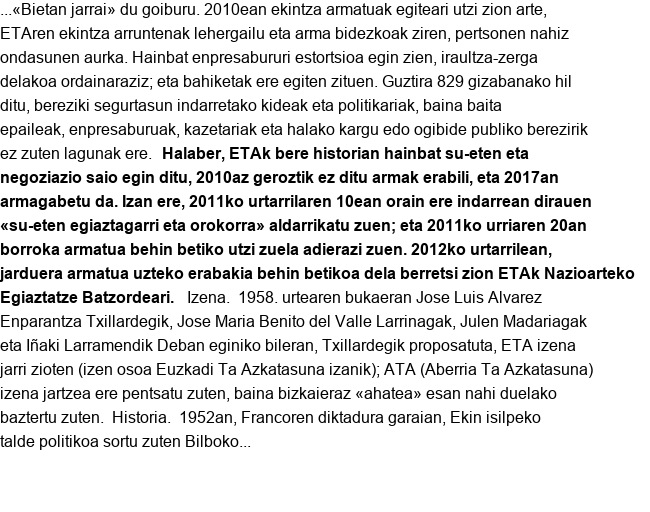 ...«Bietan jarrai» du goiburu. 2010ean ekintza armatuak egiteari utzi zion arte,
ETAren ekintza arruntenak lehergailu eta arma bidezkoak ziren, pertsonen nahiz
ondasunen aurka. Hainbat enpresabururi estortsioa egin zien, iraultza-zerga
delakoa ordainaraziz; eta bahiketak ere egiten zituen. Guztira 829 gizabanako hil
ditu, bereziki segurtasun indarretako kideak eta politikariak, baina baita
epaileak, enpresaburuak, kazetariak eta halako kargu edo ogibide publiko berezirik
ez zuten lagunak ere.  Halaber, ETAk bere historian hainbat su-eten eta
negoziazio saio egin ditu, 2010az geroztik ez ditu armak erabili, eta 2017an
armagabetu da. Izan ere, 2011ko urtarrilaren 10ean orain ere indarrean dirauen
«su-eten egiaztagarri eta orokorra» aldarrikatu zuen; eta 2011ko urriaren 20an
borroka armatua behin betiko utzi zuela adierazi zuen. 2012ko urtarrilean,
jarduera armatua uzteko erabakia behin betikoa dela berretsi zion ETAk Nazioarteko
Egiaztatze Batzordeari.   Izena.  1958. urtearen bukaeran Jose Luis Alvarez
Enparantza Txillardegik, Jose Maria Benito del Valle Larrinagak, Julen Madariagak
eta Iñaki Larramendik Deban eginiko bileran, Txillardegik proposatuta, ETA izena
jarri zioten (izen osoa Euzkadi Ta Azkatasuna izanik); ATA (Aberria Ta Azkatasuna)
izena jartzea ere pentsatu zuten, baina bizkaieraz «ahatea» esan nahi duelako
baztertu zuten.  Historia.  1952an, Francoren diktadura garaian, Ekin isilpeko
talde politikoa sortu zuten Bilboko...